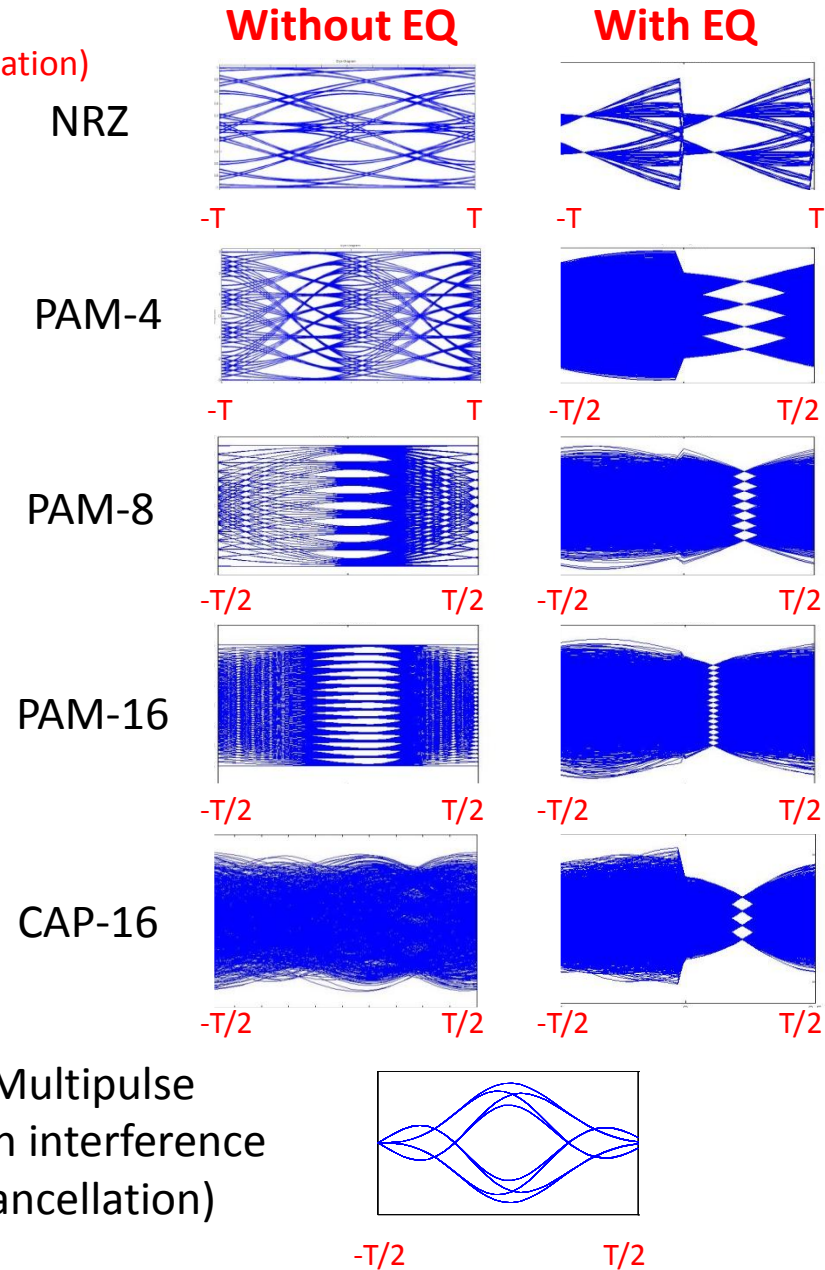 Without EQ
With EQ
ation)
NRZ
-T
T
-T
T
PAM-4
-T
T
-T/2
T/2
PAM-8
-T/2
T/2
-T/2
T/2
PAM-16
-T/2
T/2
-T/2
T/2
CAP-16
-T/2
T/2
-T/2
T/2
Multipulse
n interference
ancellation)
-T/2
T/2